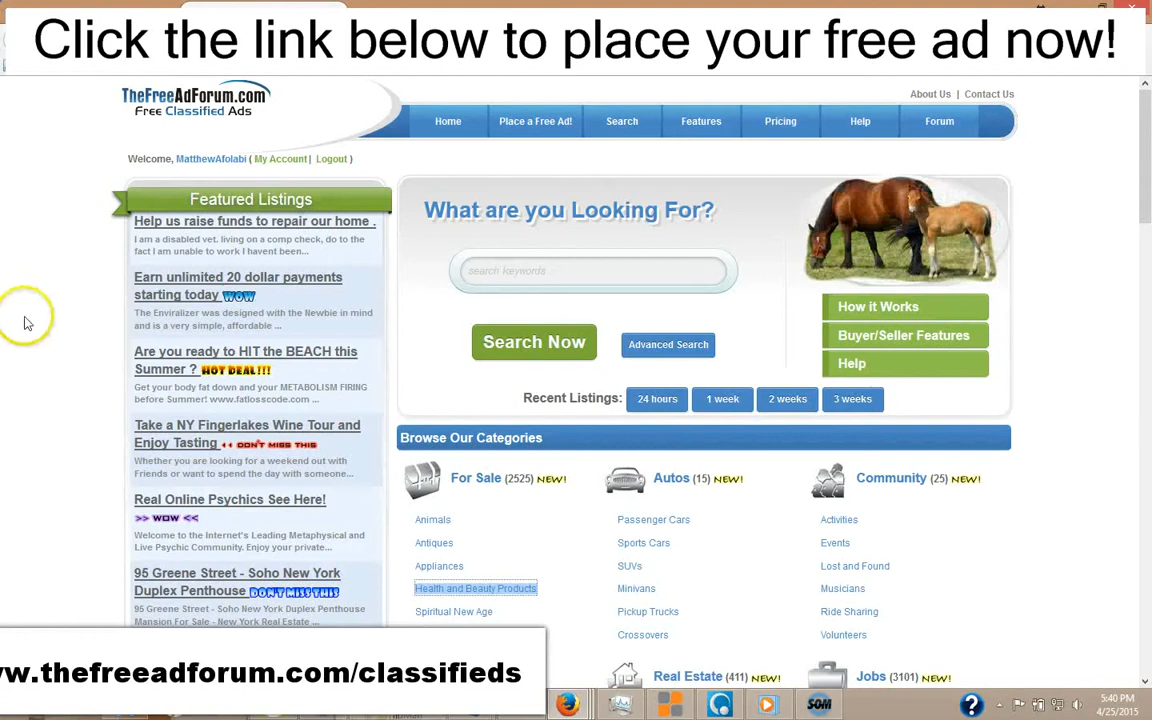 Click the link below to place your free ad now!
TheFreeAdForum.com
Free Classified Ads
About Us | Contact Us
Home
Place a Free Ad!
Search
Features
Pricing
Help
Forum
Welcome, MatthewAfolabi ( My Account | Logout )
Featured Listings
Help us raise funds to repair our home .
I am a disabled vet. living on a comp check, do to the
fact I am unable to work I havent been...
Earn unlimited 20 dollar payments
starting today WOW
The Enviralizer was designed with the Newbie in mind
and is a very simple, affordable ...
Are you ready to HIT the BEACH this
Summer ? HOT DEAL!!!
Get your body fat down and your METABOLISM FIRING
before Summer! www.fatlosscode.com ...
Take a NY Fingerlakes Wine Tour and
Enjoy Tasting DON'T MISS THIS
Whether you are looking for a weekend out with
Friends or want to spend the day with someone...
Real Online Psychics See Here!
>> WOW <<
Welcome to the Internet's Leading Metaphysical and
Live Psychic Community. Enjoy your private...
95 Greene Street - Soho New York
Duplex Penthouse DON'T MISS THIS
95 Greene Street - Soho New York Duplex Penthouse
Mansion For Sale - New York Real Estate ...
What are you Looking For?
search keywords
Search Now
Advanced Search
How it Works
Buyer/Seller Features
Help
Recent Listings:
24 hours
1 week
2 weeks
3 weeks
Browse Our Categories
For Sale (2525) NEW!
Animals
Antiques
Appliances
Health and Beauty Products
Spiritual New Age
Autos (15) NEW!
Passenger Cars
Sports Cars
SUVs
Minivans
Pickup Trucks
Crossovers
Community (25) NEW!
Activities
Events
Lost and Found
Musicians
Ride Sharing
Volunteers
Real Estate (411) NEW!
Jobs (3101) NEW!
w.thefreeadforum.com/classifieds
SOM
5:40 PM
4/25/2015